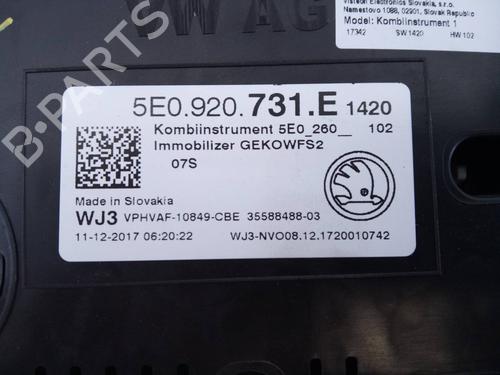 Visteon Electronics Slovakia, s.r.o.
Namestovo 1088, 02901, Slovak Republic
Model: Kombiinstrument 1
17342 SW 1420 HW 102
VW AG
B-PARTS
5E0.920.731.E 1420
Kombiinstrument 5E0_260__ 102
Immobilizer GEKOWFS2
07S
Made in Slovakia
WJ3 VPHVAF-10849-CBE 35588488-03
11-12-2017 06:20:22 WJ3-NVO08.12.1720010742